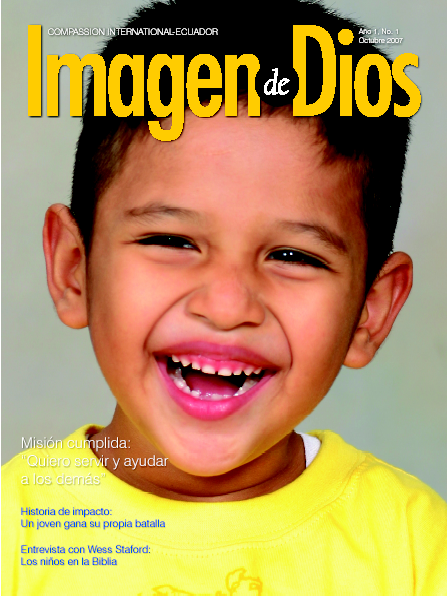 COMPASSION INTERNATIONAL-ECUADOR
Año 1, No. 1
Octubre 2007
Imagen de Dios
Misión cumplida:
"Quiero servir y ayudar
a los demás"
Historia de impacto:
Un joven gana su propia batalla
Entrevista con Wess Staford:
Los niños en la Biblia